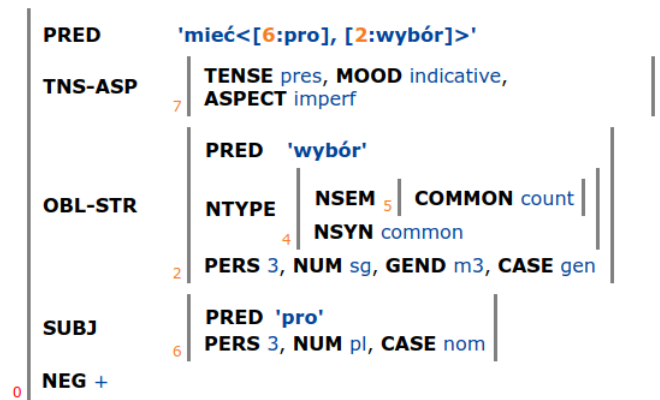 PRED 'mieć<[6:pro], [2:wybór]>'
TNS-ASP
TENSE pres, MOOD indicative,
ASPECT imperf
7
PRED 'wybór'
OBL-STR
NTYPE
NSEM 5 COMMON count
NSYN common
4
PERS 3, NUM sg, GEND m3, CASE gen
2
SUBJ
PRED 'pro'
PERS 3, NUM pl, CASE nom
6
NEG +
0